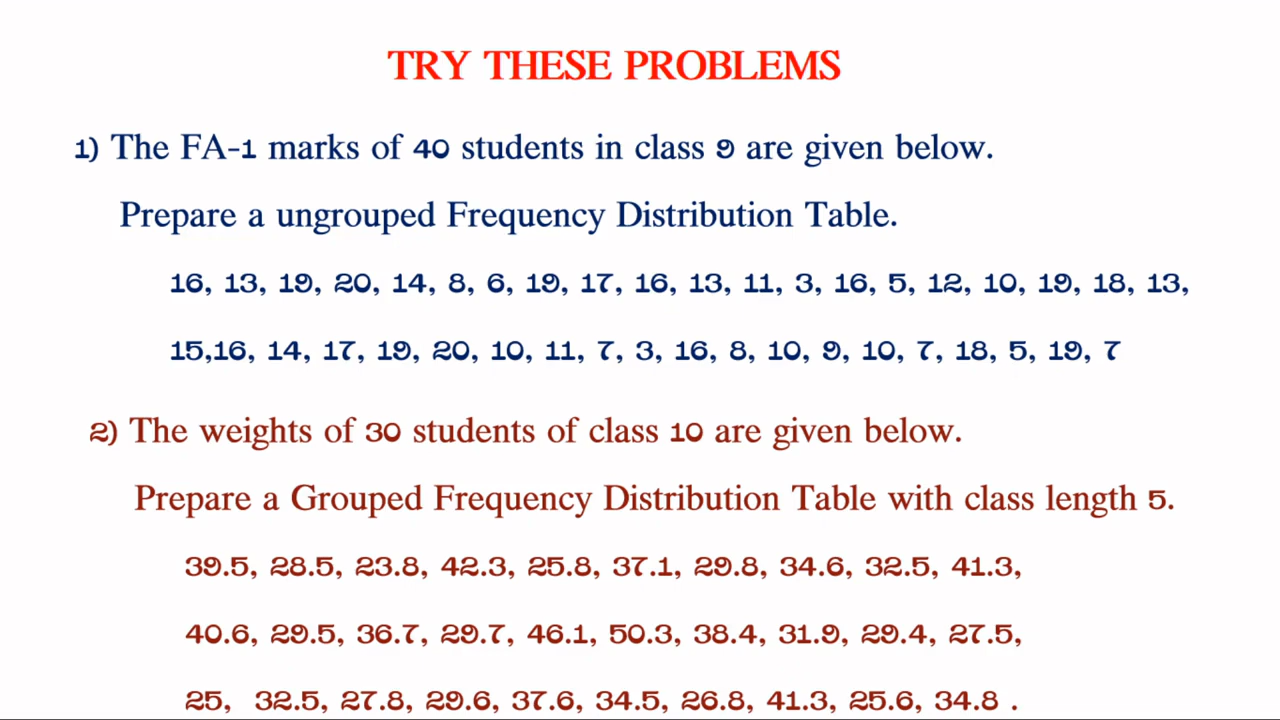 TRY THESE PROBLEMS
1) The FA-1 marks of 40 students in class 9 are given below.
Prepare a ungrouped Frequency Distribution Table.
16, 13, 19, 20, 14, 8, 6, 19, 17, 16, 13, 11, 3, 16, 5, 12, 10, 19, 18, 13,
15,16, 14, 17, 19, 20, 10, 11, 7, 3, 16, 8, 10, 9, 10, 7, 18, 5, 19, 7
2) The weights of 30 students of class 10 are given below.
Prepare a Grouped Frequency Distribution Table with class length 5.
39.5, 28.5, 23.8, 42.3, 25.8, 37.1, 29.8, 34.6, 32.5, 41.3,
40.6, 29.5, 36.7, 29.7, 46.1, 50.3, 38.4, 31.9, 29.4, 27.5,
25, 32.5, 27.8, 29.6, 37.6, 34.5, 26.8, 41.3, 25.6, 34.8 .